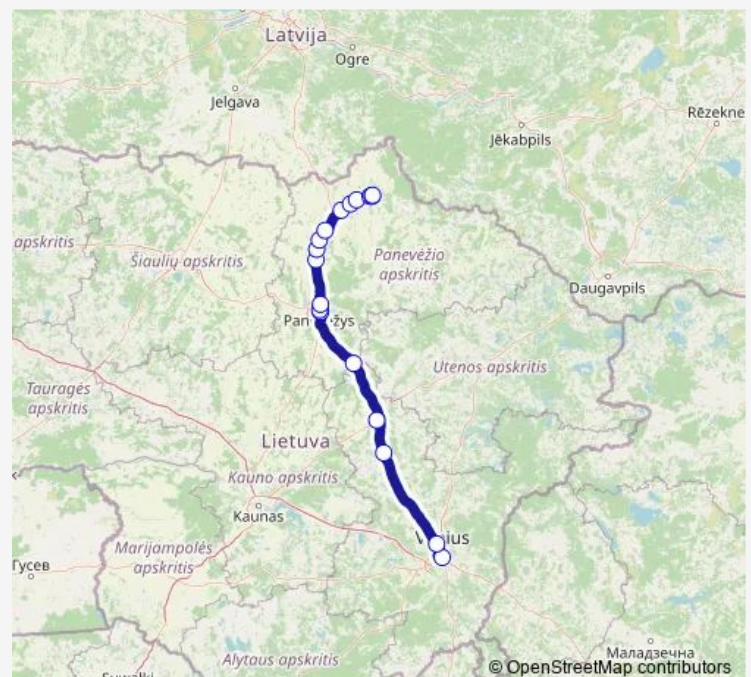 Latvija
Ogre
Jelgava
Rēzekne
Jēkabpils
apskritis
Šiaulių apskritis
Panevėžio
apskritis
Daugavpils
Pan žys
Utenos apskritis
Tauragės
apskritis
Lietuva
Kauno apskritis
Kaunas
V ius
Marijampolės
apskritis
Гусев
Маладзечна
Alytaus apskritis
© OpenStreetMap contributors